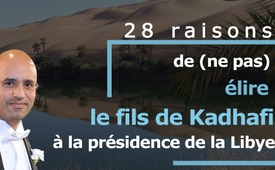 28 raisons
de (ne pas)
élire
le fils de Kadhafi
à la présidence de la Libye